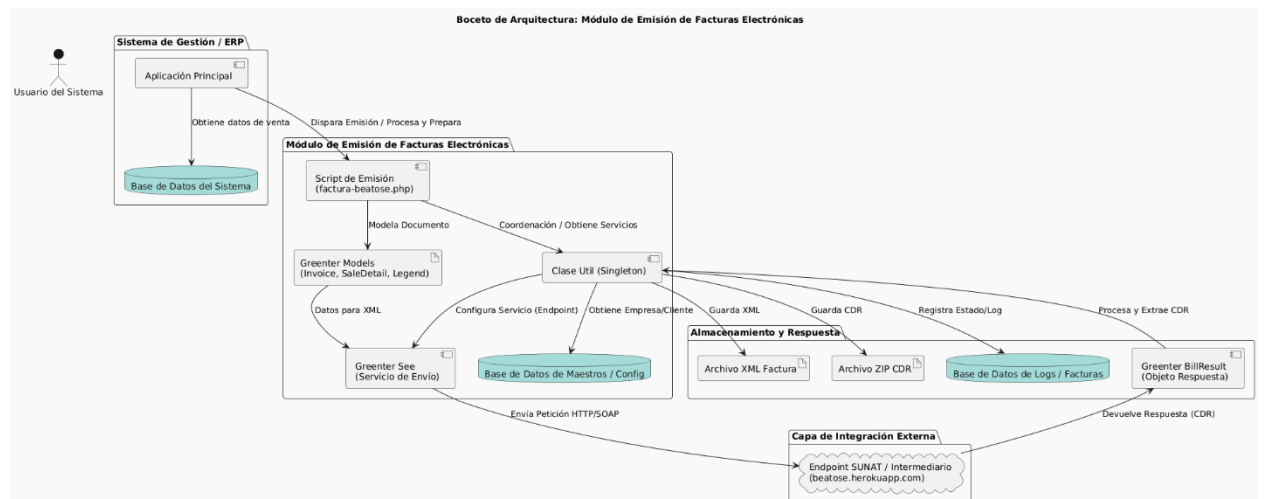 Boceto de Arquitectura: Módulo de Emisión de Facturas Electrónicas
Sistema de Gestión / ERP
Usuario del Sistema
Aplicación Principal
Obtiene datos de venta
Dispara Emisión / Procesa y Prepara
Base de Datos del Sistema
Módulo de Emisión de Facturas Electrónicas
Script de Emisión
(factura-beatose.php)
Modela Documento
Coordinación / Obtiene Servicios
Greenter Models
(Invoice, SaleDetail, Legend)
Clase Util (Singleton)
Datos para XML
Configura Servicio (Endpoint)
Obtiene Empresa/Cliente
Guarda XML
Guarda CDR
Registra Estado/Log
Procesa y Extrae CDR
Greenter See
(Servicio de Envío)
Base de Datos de Maestros / Config
Almacenamiento y Respuesta
Archivo XML Factura
Archivo ZIP CDR
Base de Datos de Logs / Facturas
Greenter BillResult
(Objeto Respuesta)
Envía Petición HTTP/SOAP
Devuelve Respuesta (CDR)
Capa de Integración Externa
Endpoint SUNAT / Intermediario
(beatose.herokuapp.com)